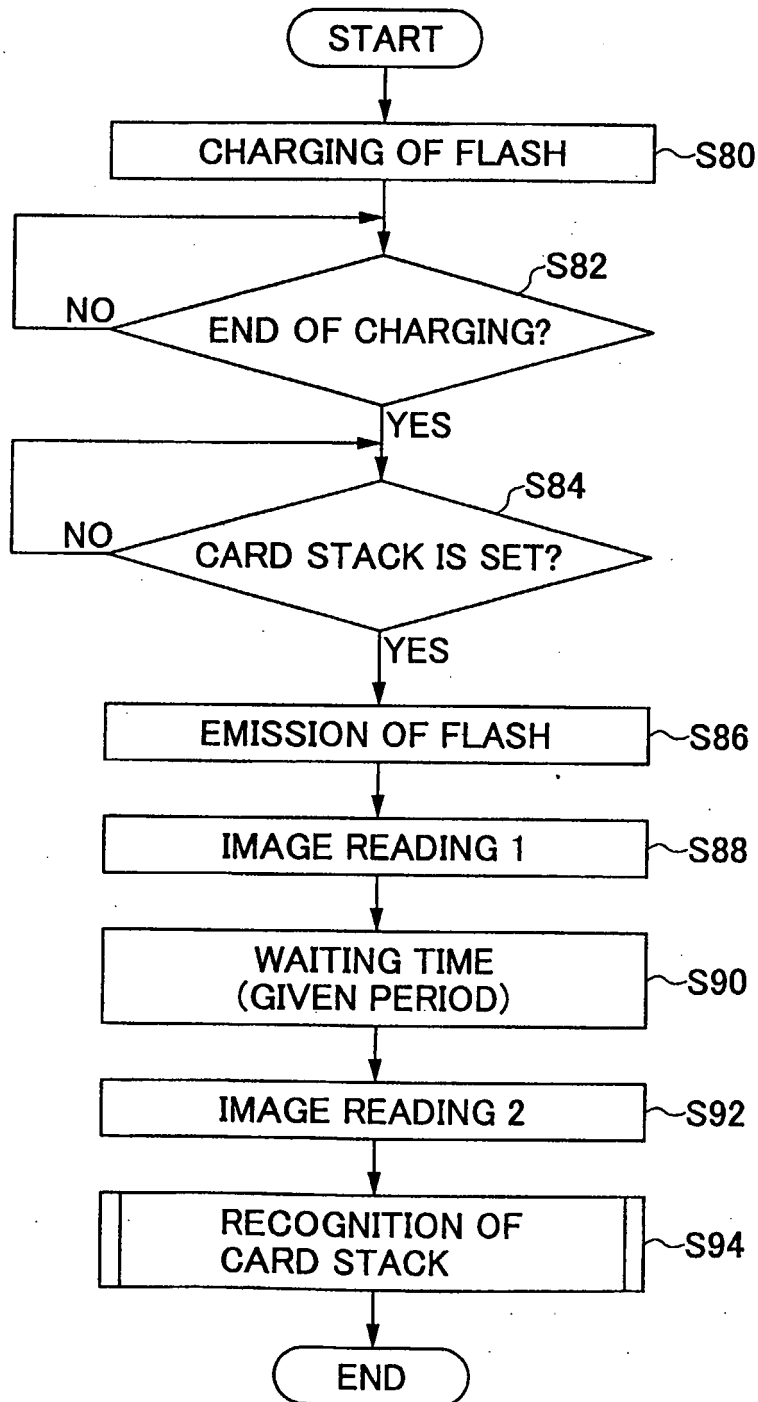 START
CHARGING OF FLASH
S80
S82
NO
END OF CHARGING?
YES
S84
NO
CARD STACK IS SET?
YES
EMISSION OF FLASH
S86
IMAGE READING 1
S88
WAITING TIME
(GIVEN PERIOD)
S90
IMAGE READING 2
S92
RECOGNITION OF
CARD STACK
S94
END